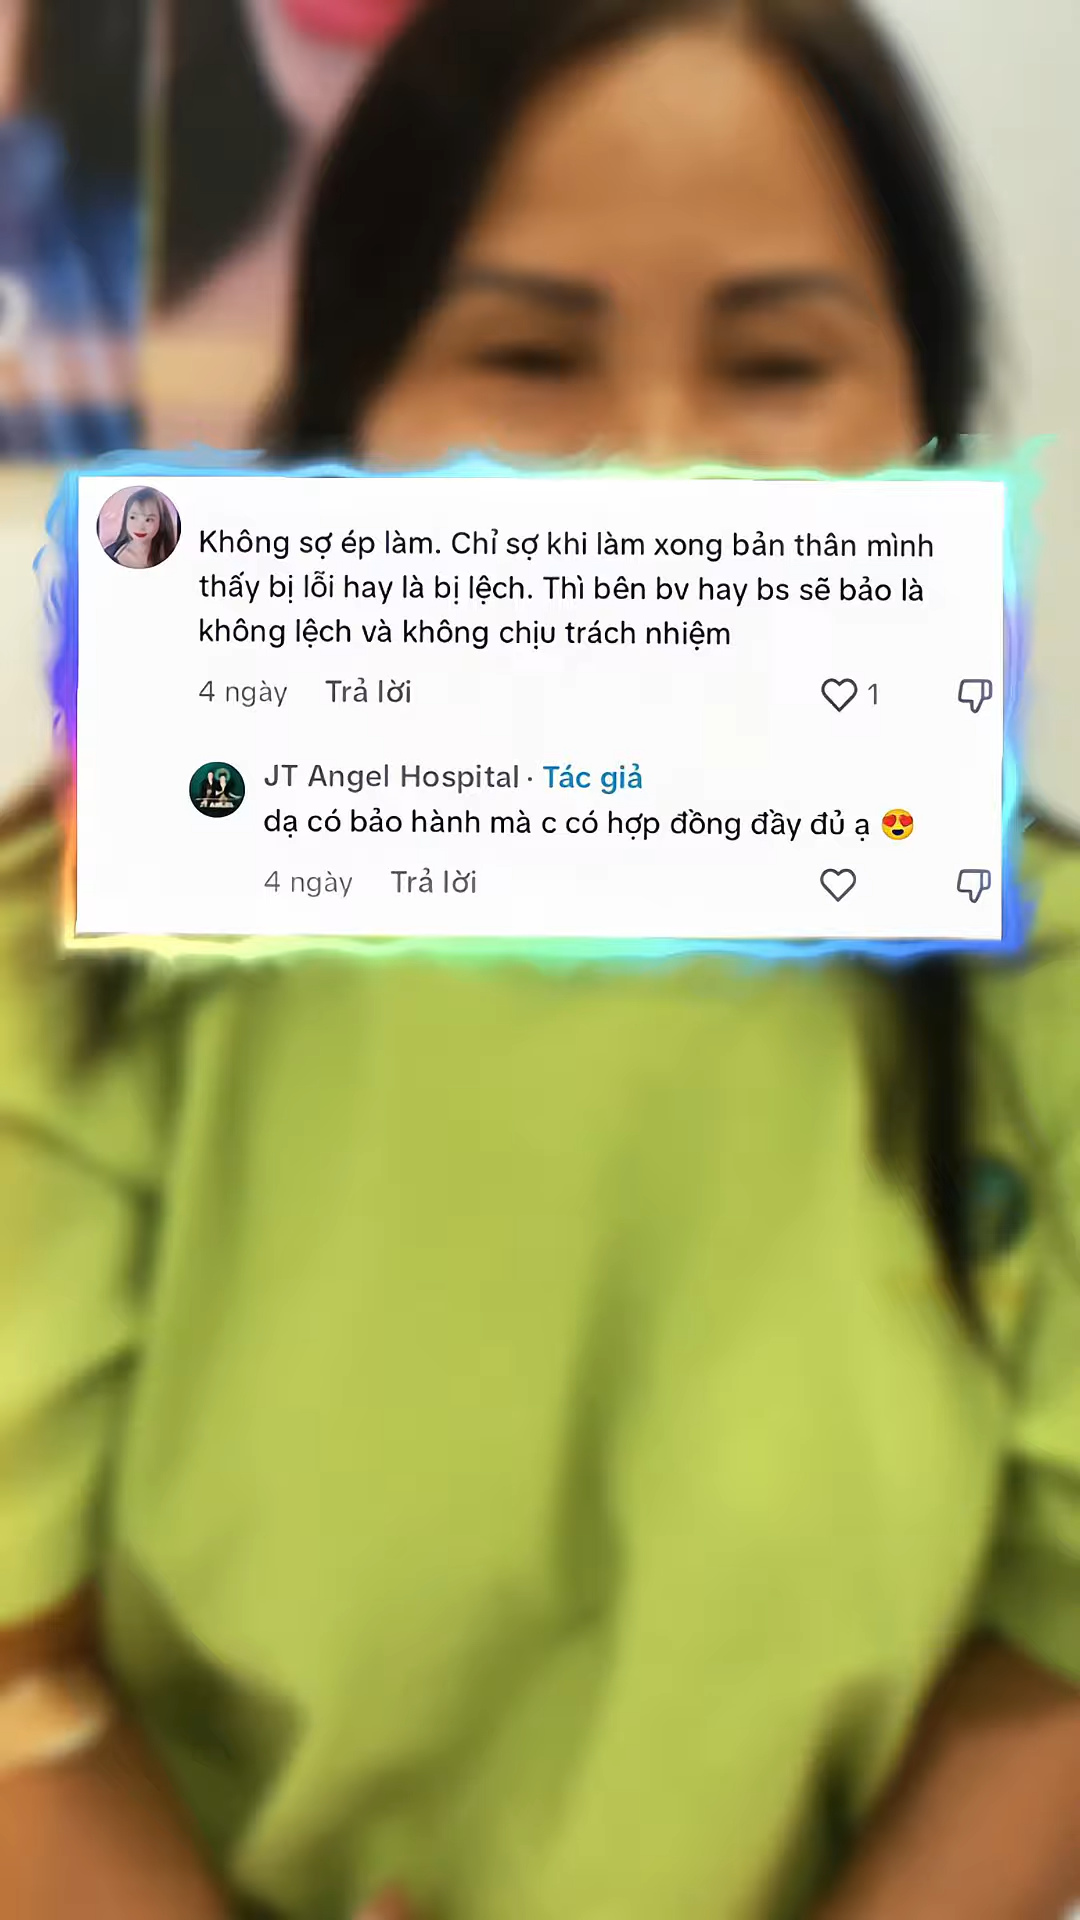 Không sợ ép làm. Chỉ sợ khi làm xong bản thân mình
thấy bị lỗi hay là bị lệch. Thì bên bv hay bs sẽ bảo là
không lệch và không chịu trách nhiệm
4 ngày Trả lời 1
JT Angel Hospital · Tác giả
dạ có bảo hành mà c có hợp đồng đầy đủ ạ 😍
4 ngày Trả lời